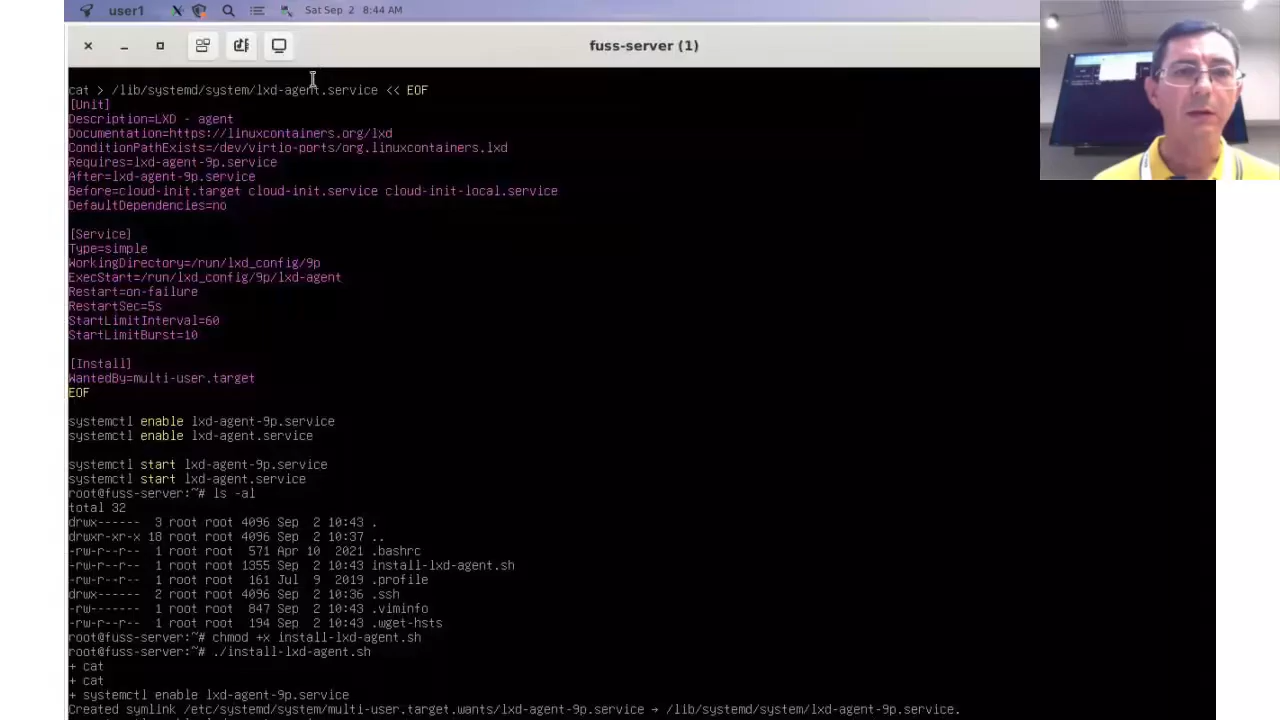 user1 Sat Sep 2 8:44 AM
fuss-server (1)
cat > /lib/systemd/system/lxd-agent.service << EOF
[Unit]
Description=LXD - agent
Documentation=https://linuxcontainers.org/lxd
ConditionPathExists=/dev/virtio-ports/org.linuxcontainers.lxd
Requires=lxd-agent-9p.service
After=lxd-agent-9p.service
Before=cloud-init.target cloud-init.service cloud-init-local.service
DefaultDependencies=no
[Service]
Type=simple
WorkingDirectory=/run/lxd_config/9p
ExecStart=/run/lxd_config/9p/lxd-agent
Restart=on-failure
RestartSec=5s
StartLimitInterval=60
StartLimitBurst=10
[Install]
WantedBy=multi-user.target
EOF
systemctl enable lxd-agent-9p.service
systemctl enable lxd-agent.service
systemctl start lxd-agent-9p.service
systemctl start lxd-agent.service
root@fuss-server:~# ls -al
total 32
drwx------ 3 root root 4096 Sep 2 10:43 .
drwxr-xr-x 18 root root 4096 Sep 2 10:37 ..
-rw-r--r-- 1 root root 571 Apr 10 2021 .bashrc
-rw-r--r-- 1 root root 1355 Sep 2 10:43 install-lxd-agent.sh
-rw-r--r-- 1 root root 161 Jul 9 2019 .profile
drwx------ 2 root root 4096 Sep 2 10:36 .ssh
-rw------- 1 root root 847 Sep 2 10:43 .viminfo
-rw-r--r-- 1 root root 194 Sep 2 10:43 .wget-hsts
root@fuss-server:~# chmod +x install-lxd-agent.sh
root@fuss-server:~# ./install-lxd-agent.sh
+ cat
+ cat
+ systemctl enable lxd-agent-9p.service
Created symlink /etc/systemd/system/multi-user.target.wants/lxd-agent-9p.service → /lib/systemd/system/lxd-agent-9p.service.